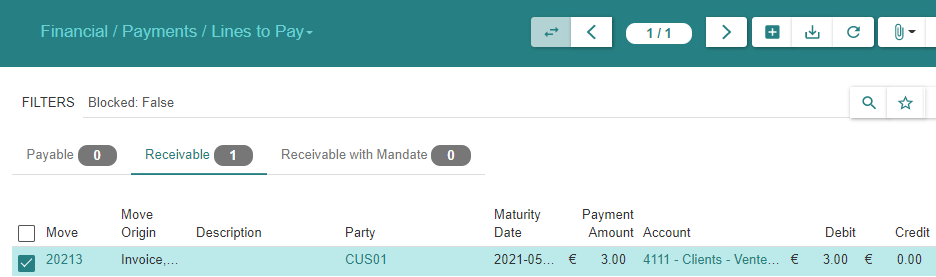 Financial / Payments / Lines to Pay
1 / 1
FILTERS Blocked: False
Payable 0 Receivable 1 Receivable with Mandate 0
Move Move Origin Description Party Maturity Date Payment Amount Account Debit Credit
20213 Invoice,... CUS01 2021-05... € 3.00 4111 - Clients - Vente... € 3.00 € 0.00